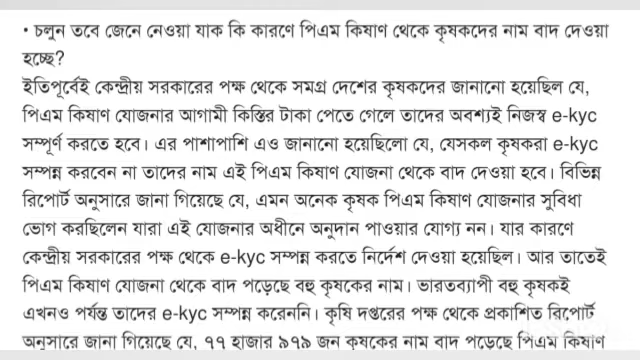 • চলুন তবে জেনে নেওয়া যাক কি কারণে পিএম কিষাণ থেকে কৃষকদের নাম বাদ দেওয়া
হচ্ছে?
ইতিপূর্বেই কেন্দ্রীয় সরকারের পক্ষ থেকে সমগ্র দেশের কৃষকদের জানানো হয়েছিল যে,
পিএম কিষাণ যোজনার আগামী কিস্তির টাকা পেতে গেলে তাদের অবশ্যই নিজস্ব e-kyc
সম্পূর্ণ করতে হবে। এর পাশাপাশি এও জানানো হয়েছিলো যে, যেসকল কৃষকরা e-kyc
সম্পন্ন করবেন না তাদের নাম এই পিএম কিষাণ যোজনা থেকে বাদ দেওয়া হবে। বিভিন্ন
রিপোর্ট অনুসারে জানা গিয়েছে যে, এমন অনেক কৃষক পিএম কিষাণ যোজনার সুবিধা
ভোগ করছিলেন যারা এই যোজনার অধীনে অনুদান পাওয়ার যোগ্য নন। যার কারণে
কেন্দ্রীয় সরকারের পক্ষ থেকে e-kyc সম্পন্ন করতে নির্দেশ দেওয়া হয়েছিল। আর তাতেই
পিএম কিষাণ যোজনা থেকে বাদ পড়েছে বহু কৃষকের নাম। ভারতব্যাপী বহু কৃষকই
এখনও পর্যন্ত তাদের e-kyc সম্পন্ন করেননি। কৃষি দপ্তরের পক্ষ থেকে প্রকাশিত রিপোর্ট
অনুসারে জানা গিয়েছে যে, ৭৭ হাজার ৯৭৯ জন কৃষকের নাম বাদ পড়েছে পিএম কিষাণ